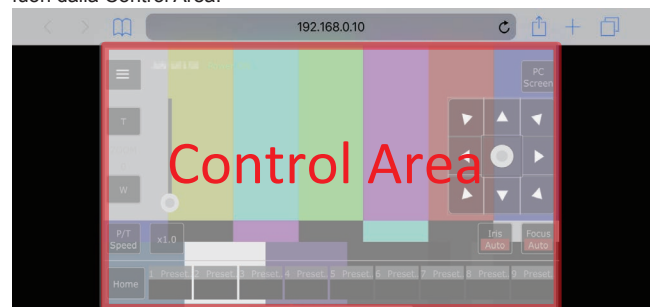 fuori dalla Control Area.
192.168.0.10
PC
Screen
T
Control Area
W
P/T
Speed
x1.0
Iris
Auto
Focus
Auto
Home
1 Preset
2 Preset
3 Preset
4 Preset
5 Preset
6 Preset
7 Preset
8 Preset
9 Preset